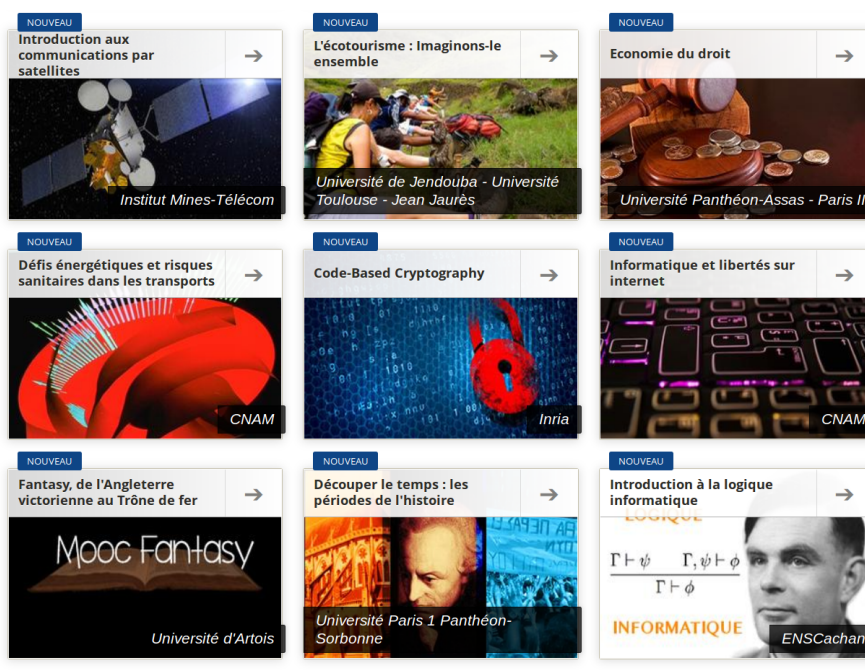 NOUVEAU
Introduction aux
communications par
satellites
Institut Mines-Télécom
NOUVEAU
L'écotourisme : Imaginons-le
ensemble
Université de Jendouba - Université
Toulouse - Jean Jaurès
NOUVEAU
Economie du droit
Université Panthéon-Assas - Paris II
NOUVEAU
Défis énergétiques et risques
sanitaires dans les transports
CNAM
NOUVEAU
Code-Based Cryptography
Inria
NOUVEAU
Informatique et libertés sur
internet
CNAM
NOUVEAU
Fantasy, de l'Angleterre
victorienne au Trône de fer
Mooc Fantasy
Université d'Artois
NOUVEAU
Découper le temps : les
périodes de l'histoire
Université Paris 1 Panthéon-
Sorbonne
NOUVEAU
Introduction à la logique
informatique
LOGIQUE
Γ⊢ψ Γ,ψ⊢ϕ
Γ⊢ϕ
INFORMATIQUE
ENSCachan